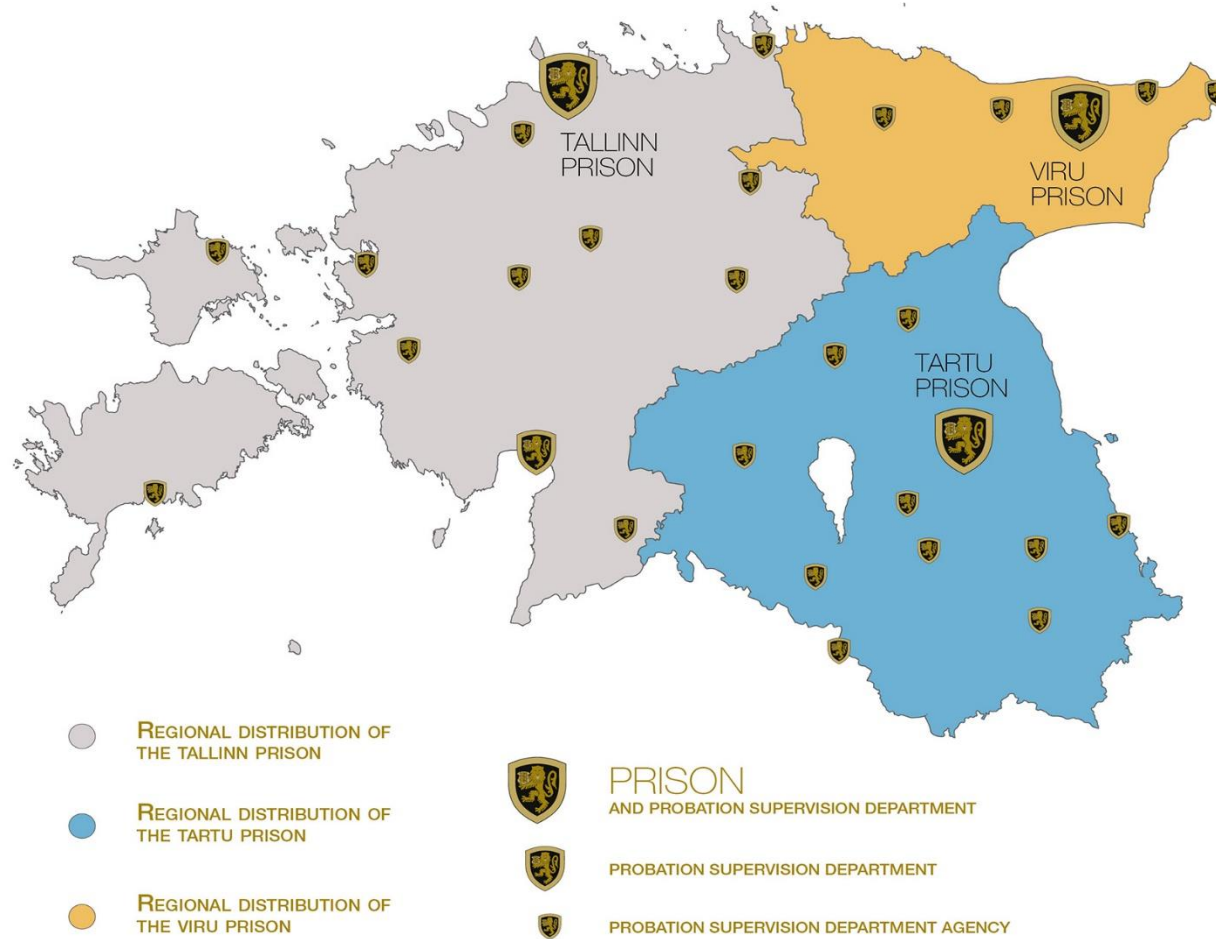 TALLINN
PRISON
VIRU
PRISON
TARTU
PRISON
REGIONAL DISTRIBUTION OF
THE TALLINN PRISON
REGIONAL DISTRIBUTION OF
THE TARTU PRISON
REGIONAL DISTRIBUTION OF
THE VIRU PRISON
PRISON
AND PROBATION SUPERVISION DEPARTMENT
PROBATION SUPERVISION DEPARTMENT
PROBATION SUPERVISION DEPARTMENT AGENCY